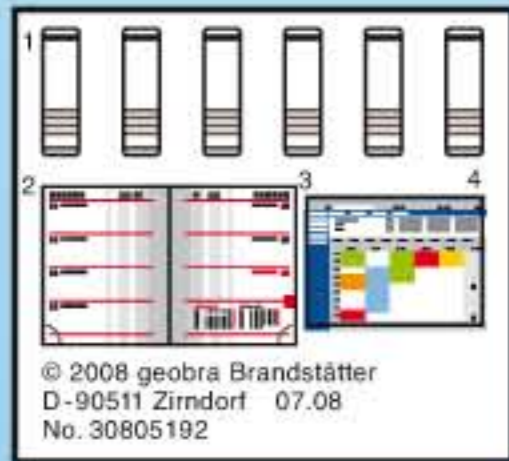 1
2
3 4
© 2008 geobra Brandstätter
D-90511 Zirndorf 07.08
No. 30805192